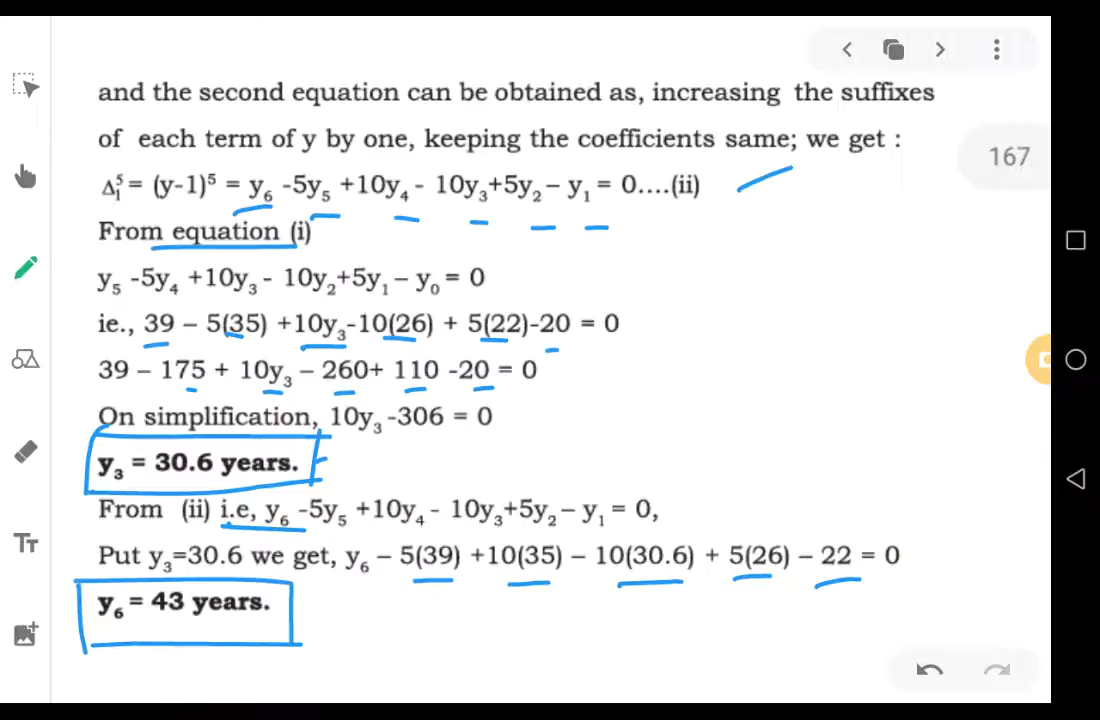 and the second equation can be obtained as, increasing the suffixes
of each term of y by one, keeping the coefficients same; we get :
167
Δ₁⁵ = (y-1)⁵ = y₆ -5y₅ +10y₄ - 10y₃+5y₂ – y₁ = 0....(ii)
From equation (i)
y₅ -5y₄ +10y₃ - 10y₂+5y₁ – y₀ = 0
ie., 39 – 5(35) +10y₃-10(26) + 5(22)-20 = 0
39 – 175 + 10y₃ – 260+ 110 -20 = 0
On simplification, 10y₃ -306 = 0
y₃ = 30.6 years.
From (ii) i.e, y₆ -5y₅ +10y₄ - 10y₃+5y₂ – y₁ = 0,
Put y₃=30.6 we get, y₆ – 5(39) +10(35) – 10(30.6) + 5(26) – 22 = 0
y₆ = 43 years.